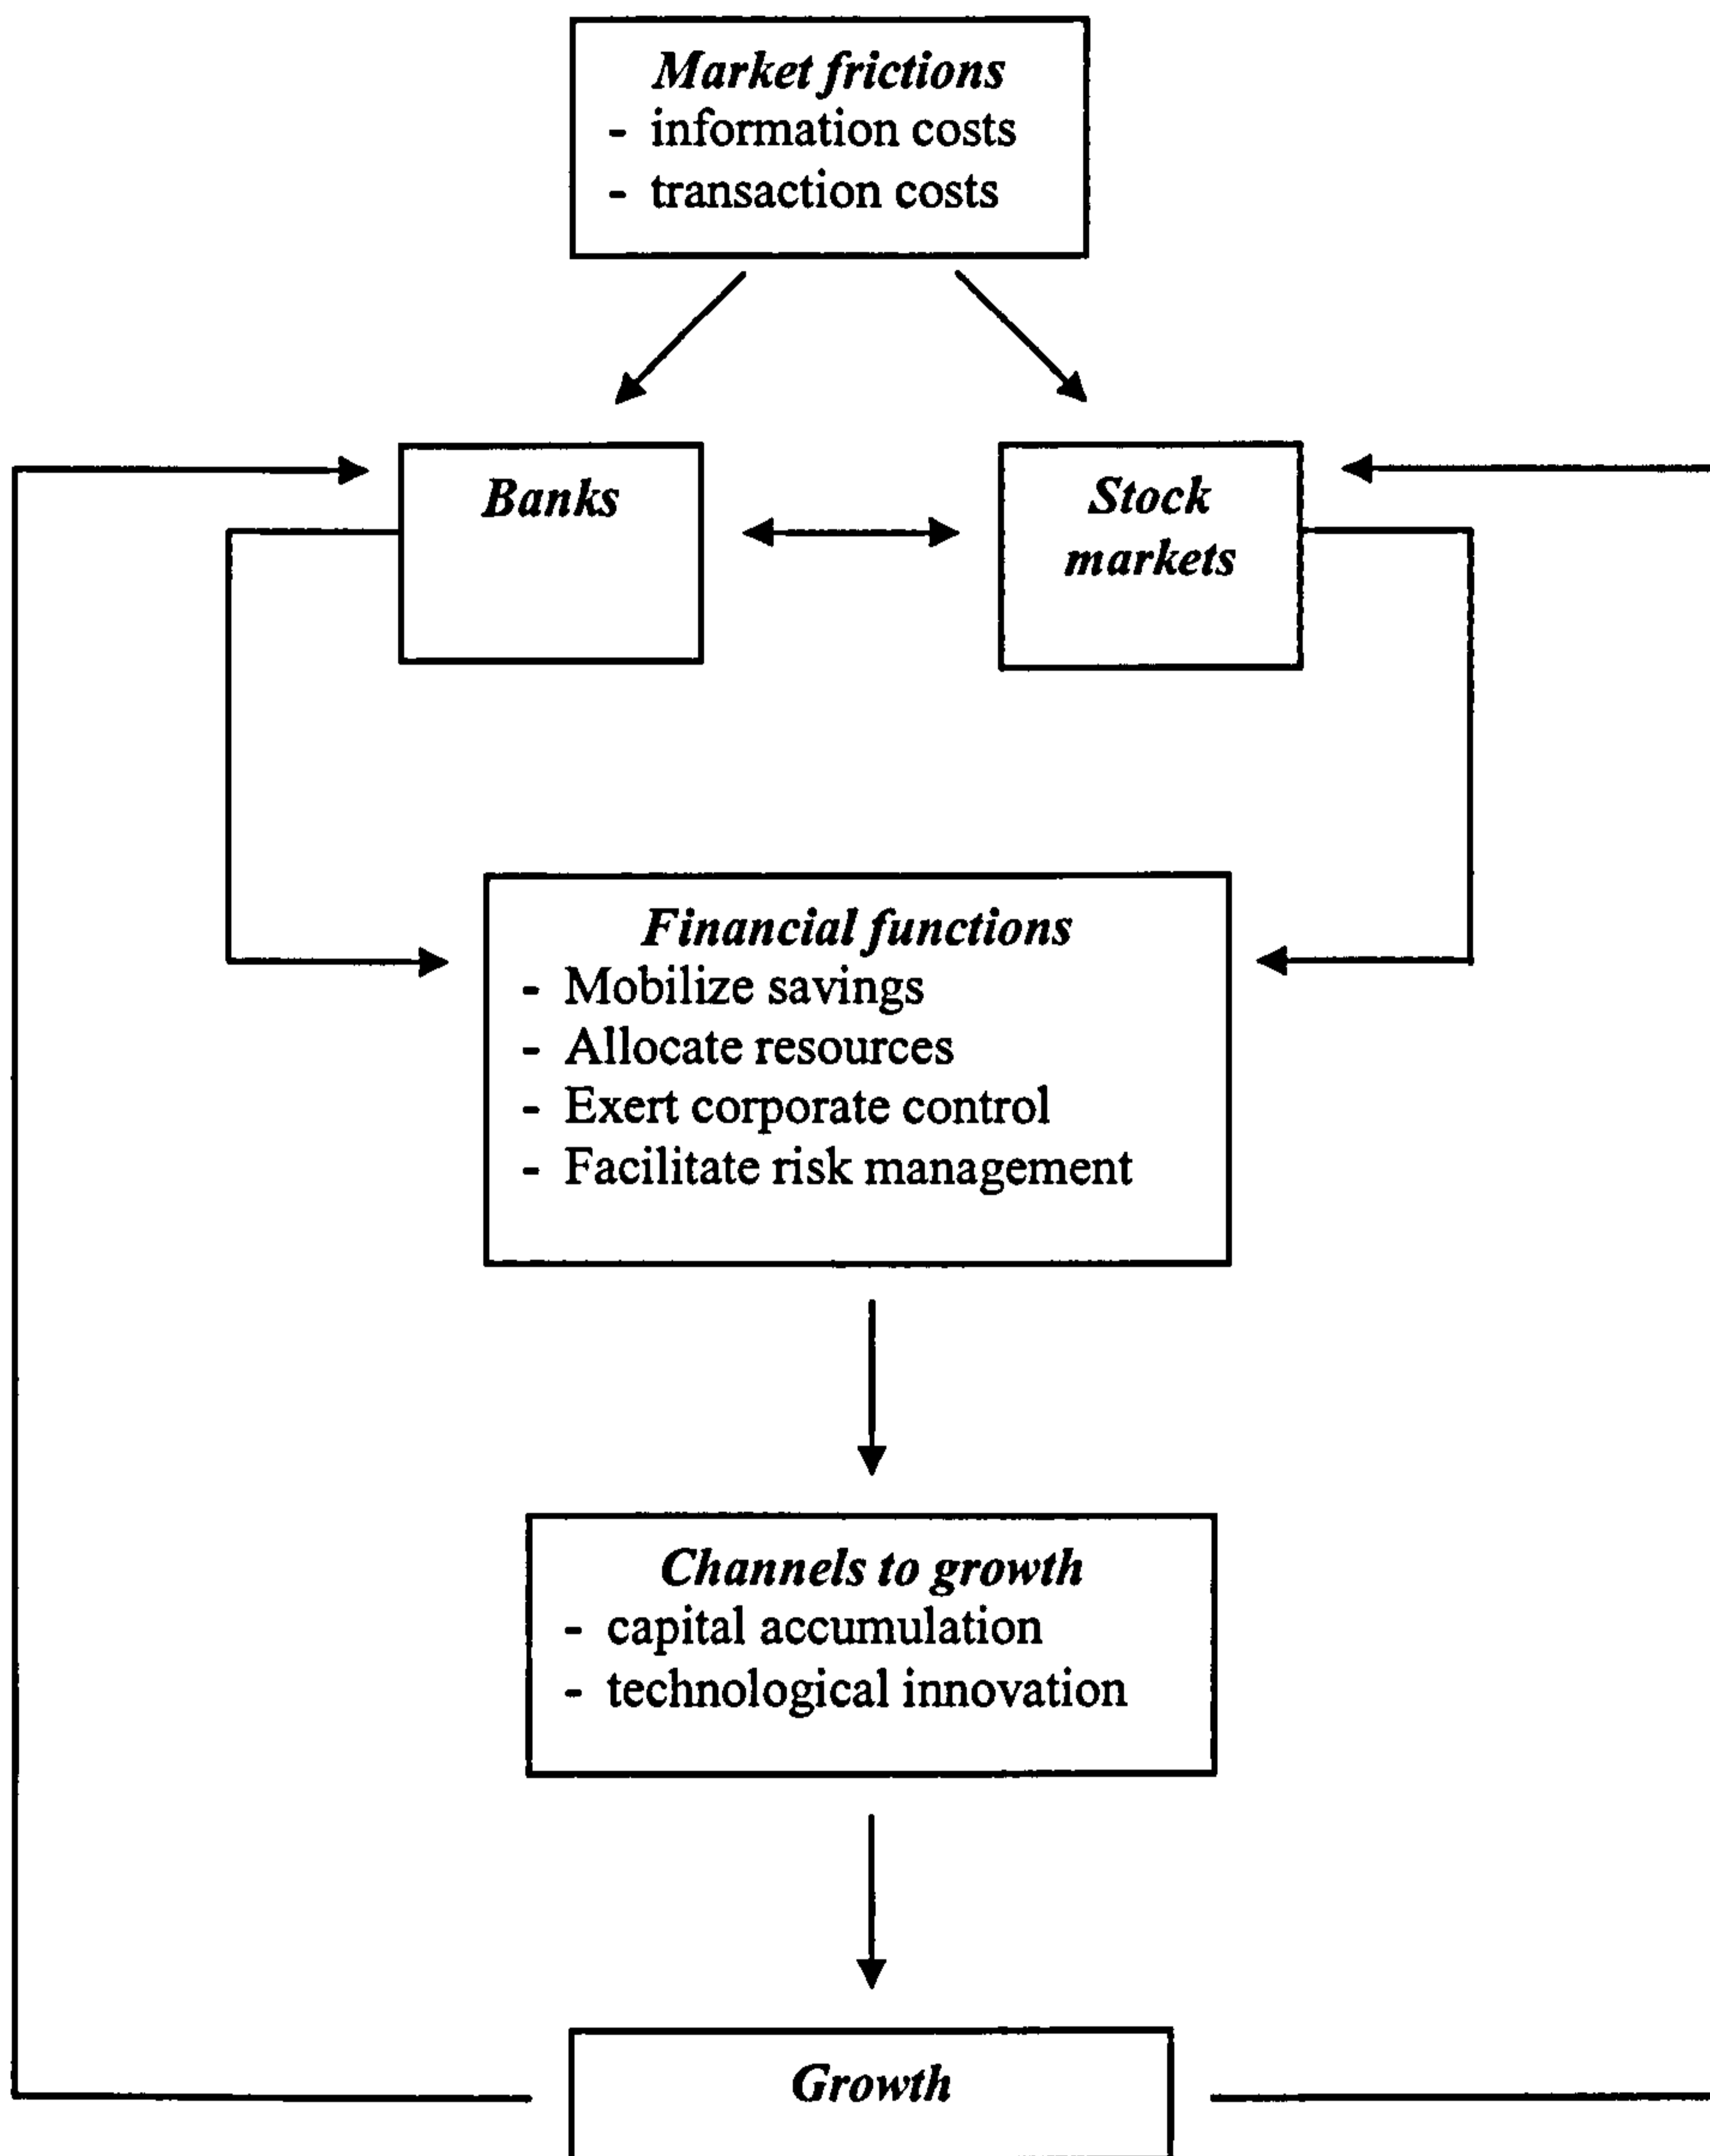 Market frictions
- information costs
- transaction costs
Banks
Stock
markets
Financial functions
- Mobilize savings
- Allocate resources
- Exert corporate control
- Facilitate risk management
Channels to growth
- capital accumulation
- technological innovation
Growth